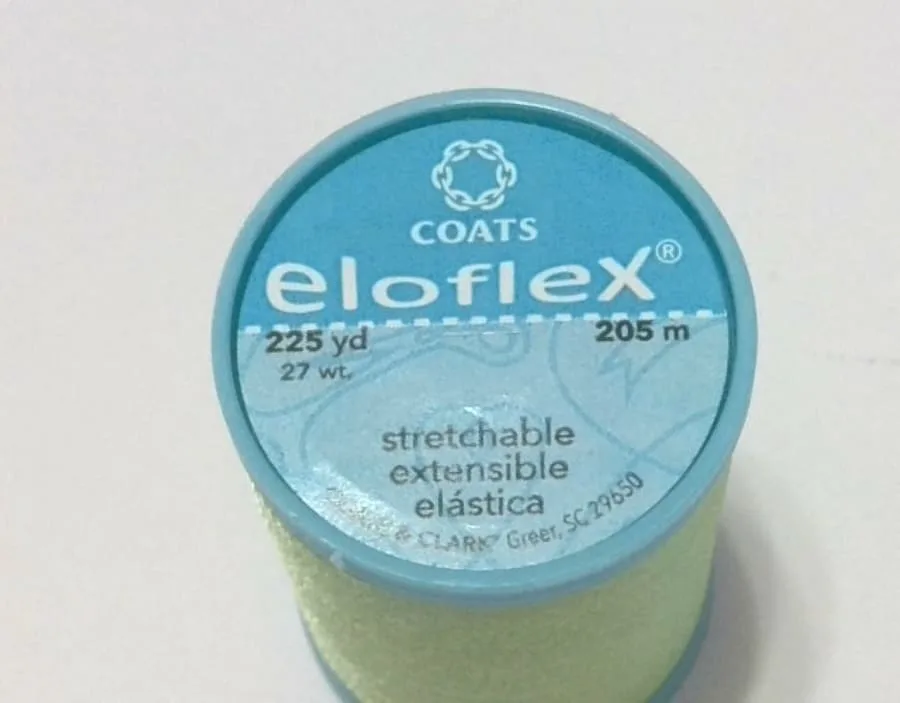 COATS
eloflex®
225 yd
205 m
27 wt.
stretchable
extensible
elástica
& CLARK Greer, SC 29650